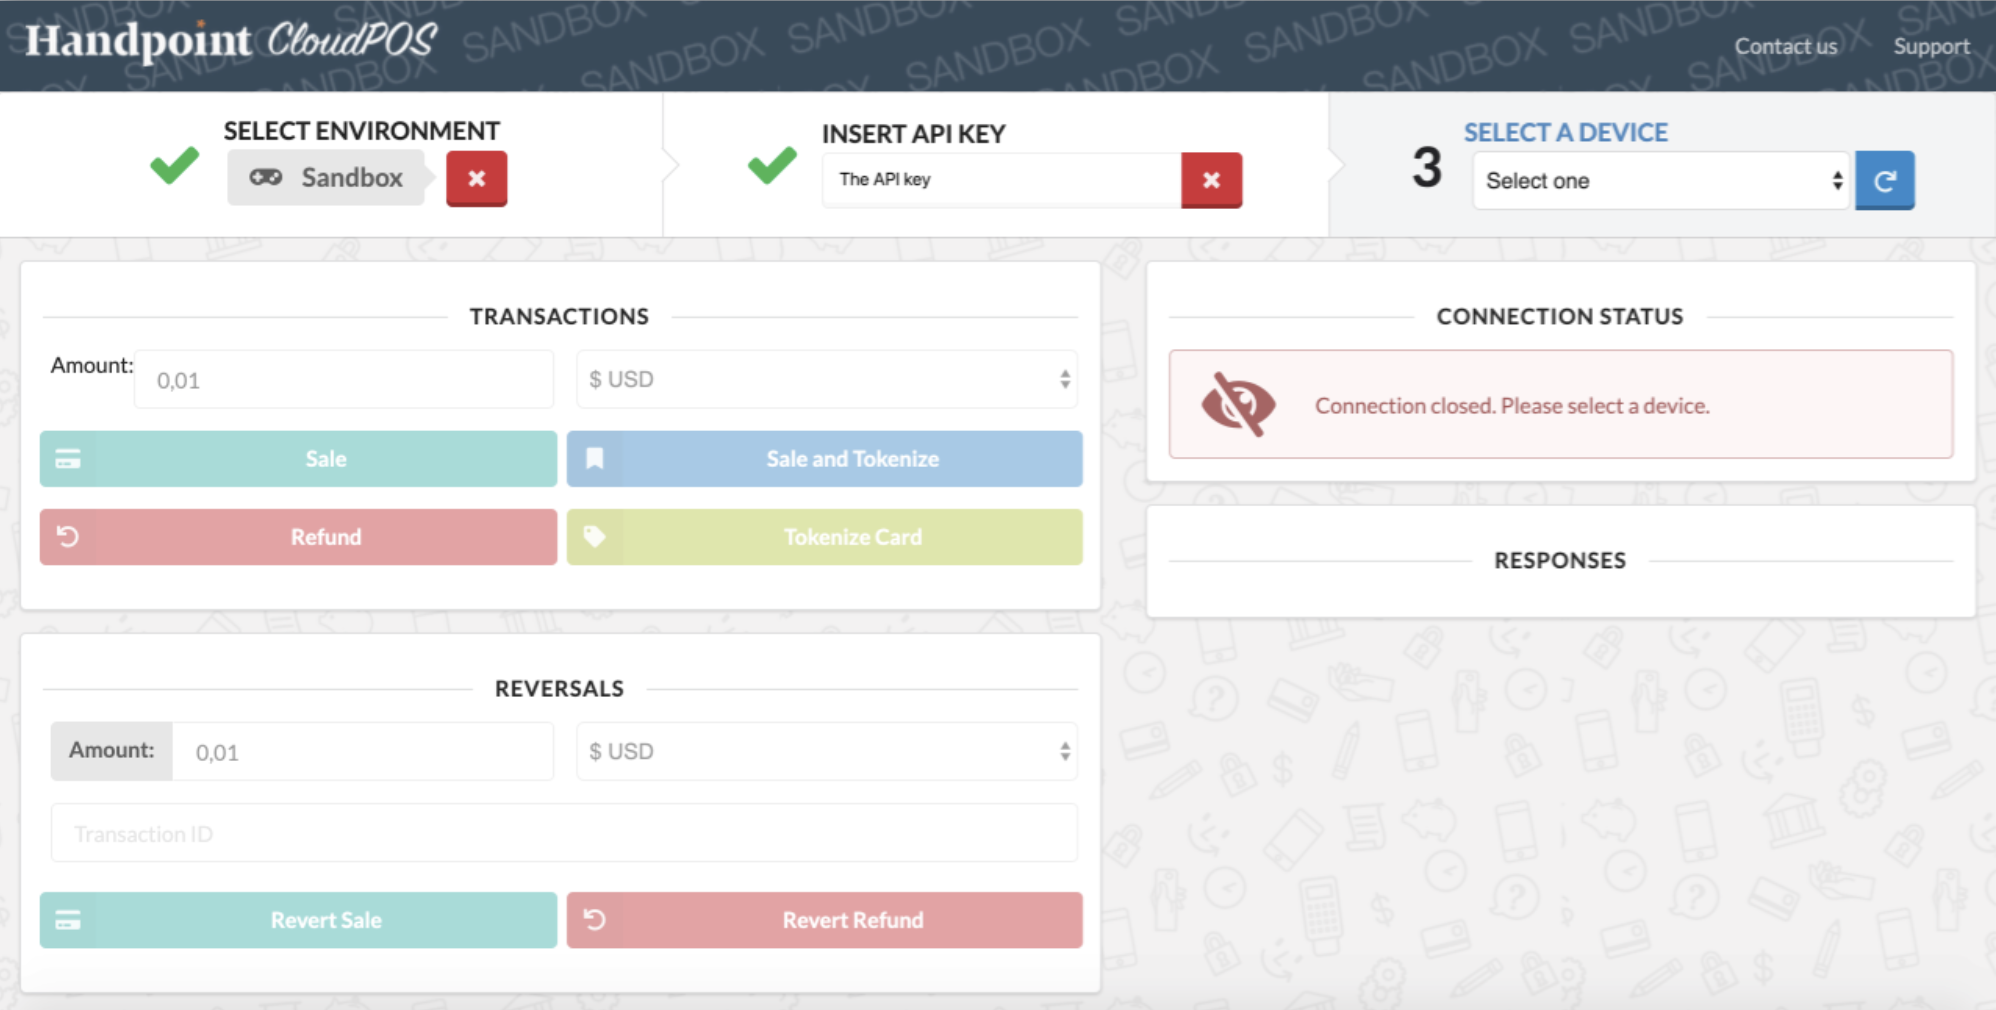 Handpoint CloudPOS
SANDBOX SANDBOX SANDBOX SANDBOX SANDBOX SANDBOX SANDBOX SANDBOX
Contact us
Support
SELECT ENVIRONMENT
Sandbox
INSERT API KEY
The API key
3
SELECT A DEVICE
Select one
TRANSACTIONS
Amount:
0,01
$ USD
Sale
Sale and Tokenize
Refund
Tokenize Card
CONNECTION STATUS
Connection closed. Please select a device.
RESPONSES
REVERSALS
Amount:
0,01
$ USD
Transaction ID
Revert Sale
Revert Refund